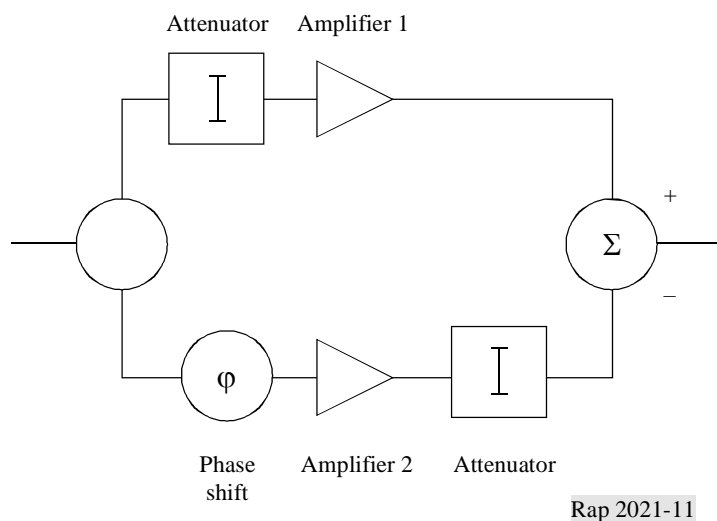 Attenuator
Amplifier 1
+
Σ
–
φ
Phase
shift
Amplifier 2
Attenuator
Rap 2021-11